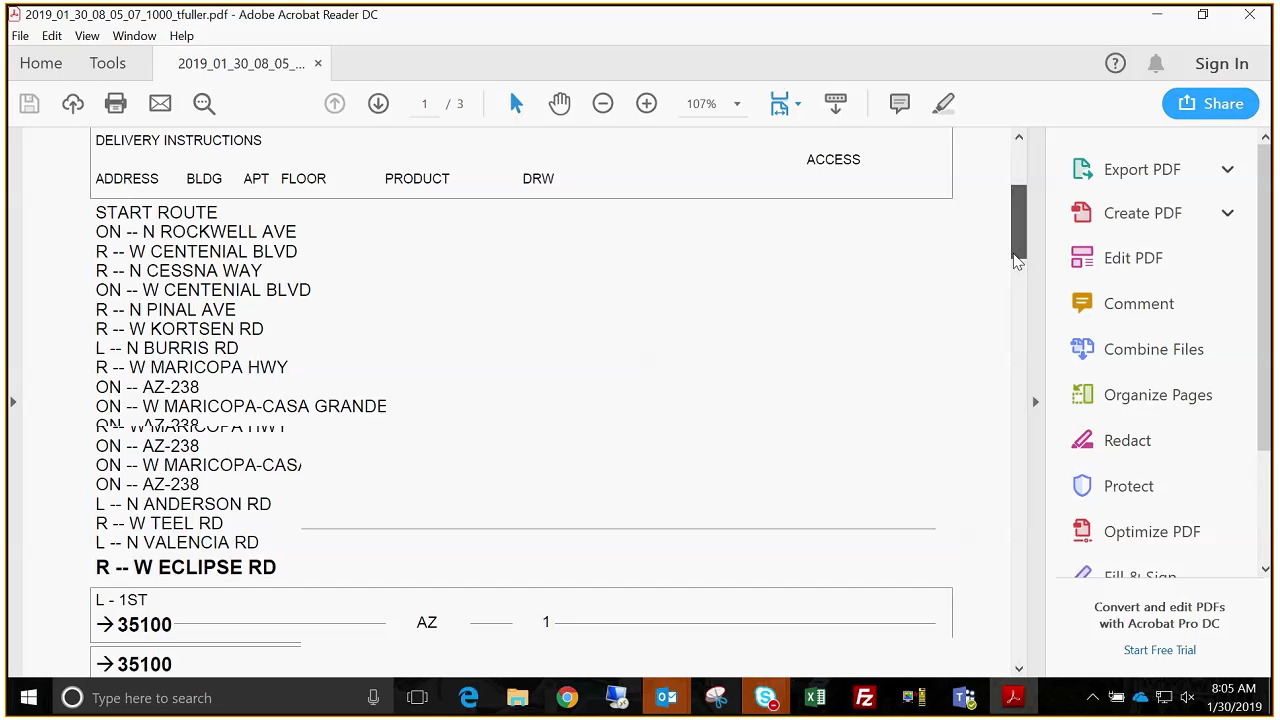 2019_01_30_08_05_07_1000_tfuller.pdf - Adobe Acrobat Reader DC
File Edit View Window Help
Home Tools 2019_01_30_08_05_... × Sign In
1 / 3 107% Share
DELIVERY INSTRUCTIONS
ACCESS
ADDRESS BLDG APT FLOOR PRODUCT DRW
START ROUTE
ON -- N ROCKWELL AVE
R -- W CENTENIAL BLVD
R -- N CESSNA WAY
ON -- W CENTENIAL BLVD
R -- N PINAL AVE
R -- W KORTSEN RD
L -- N BURRIS RD
R -- W MARICOPA HWY
ON -- AZ-238
ON -- W MARICOPA-CASA GRANDE
ON -- AZ-238
ON -- W MARICOPA-CASA
ON -- AZ-238
L -- N ANDERSON RD
R -- W TEEL RD
L -- N VALENCIA RD
R -- W ECLIPSE RD
L - 1ST
→35100 AZ 1
→35100
Export PDF
Create PDF
Edit PDF
Comment
Combine Files
Organize Pages
Redact
Protect
Optimize PDF
Fill & Sign
Convert and edit PDFs
with Acrobat Pro DC
Start Free Trial
Type here to search
8:05 AM
1/30/2019